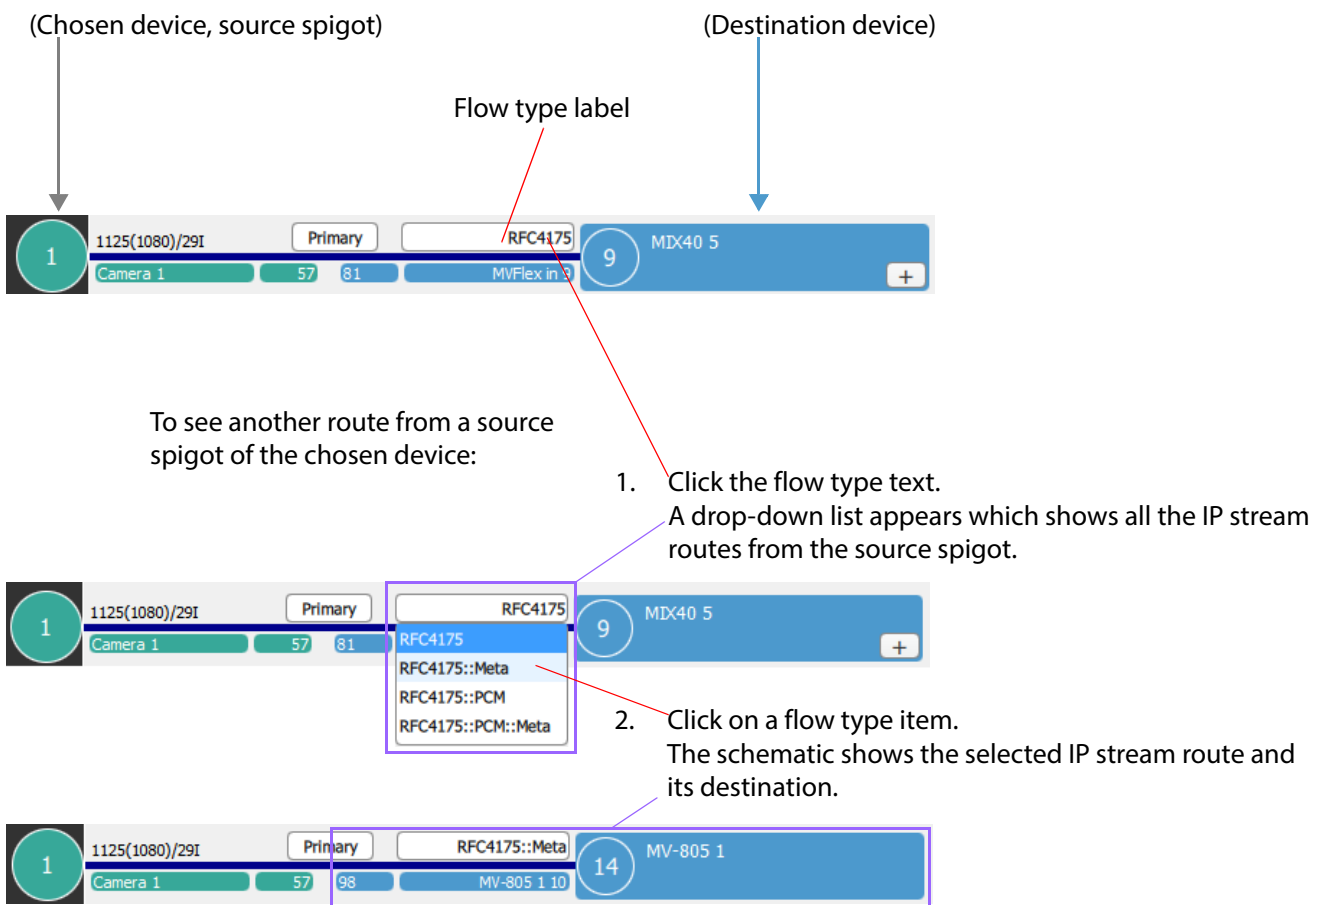 (Chosen device, source spigot)
(Destination device)
Flow type label
1
1125(1080)/29I
Primary
RFC4175
9
MIX40 5
Camera 1
57
81
MVFlex in 9
+
To see another route from a source
spigot of the chosen device:
1. Click the flow type text.
A drop-down list appears which shows all the IP stream
routes from the source spigot.
1
1125(1080)/29I
Primary
RFC4175
9
MIX40 5
Camera 1
57
81
+
RFC4175
RFC4175::Meta
RFC4175::PCM
RFC4175::PCM::Meta
2. Click on a flow type item.
The schematic shows the selected IP stream route and
its destination.
1
1125(1080)/29I
Primary
RFC4175::Meta
14
MV-805 1
Camera 1
57
98
MV-805 1 10